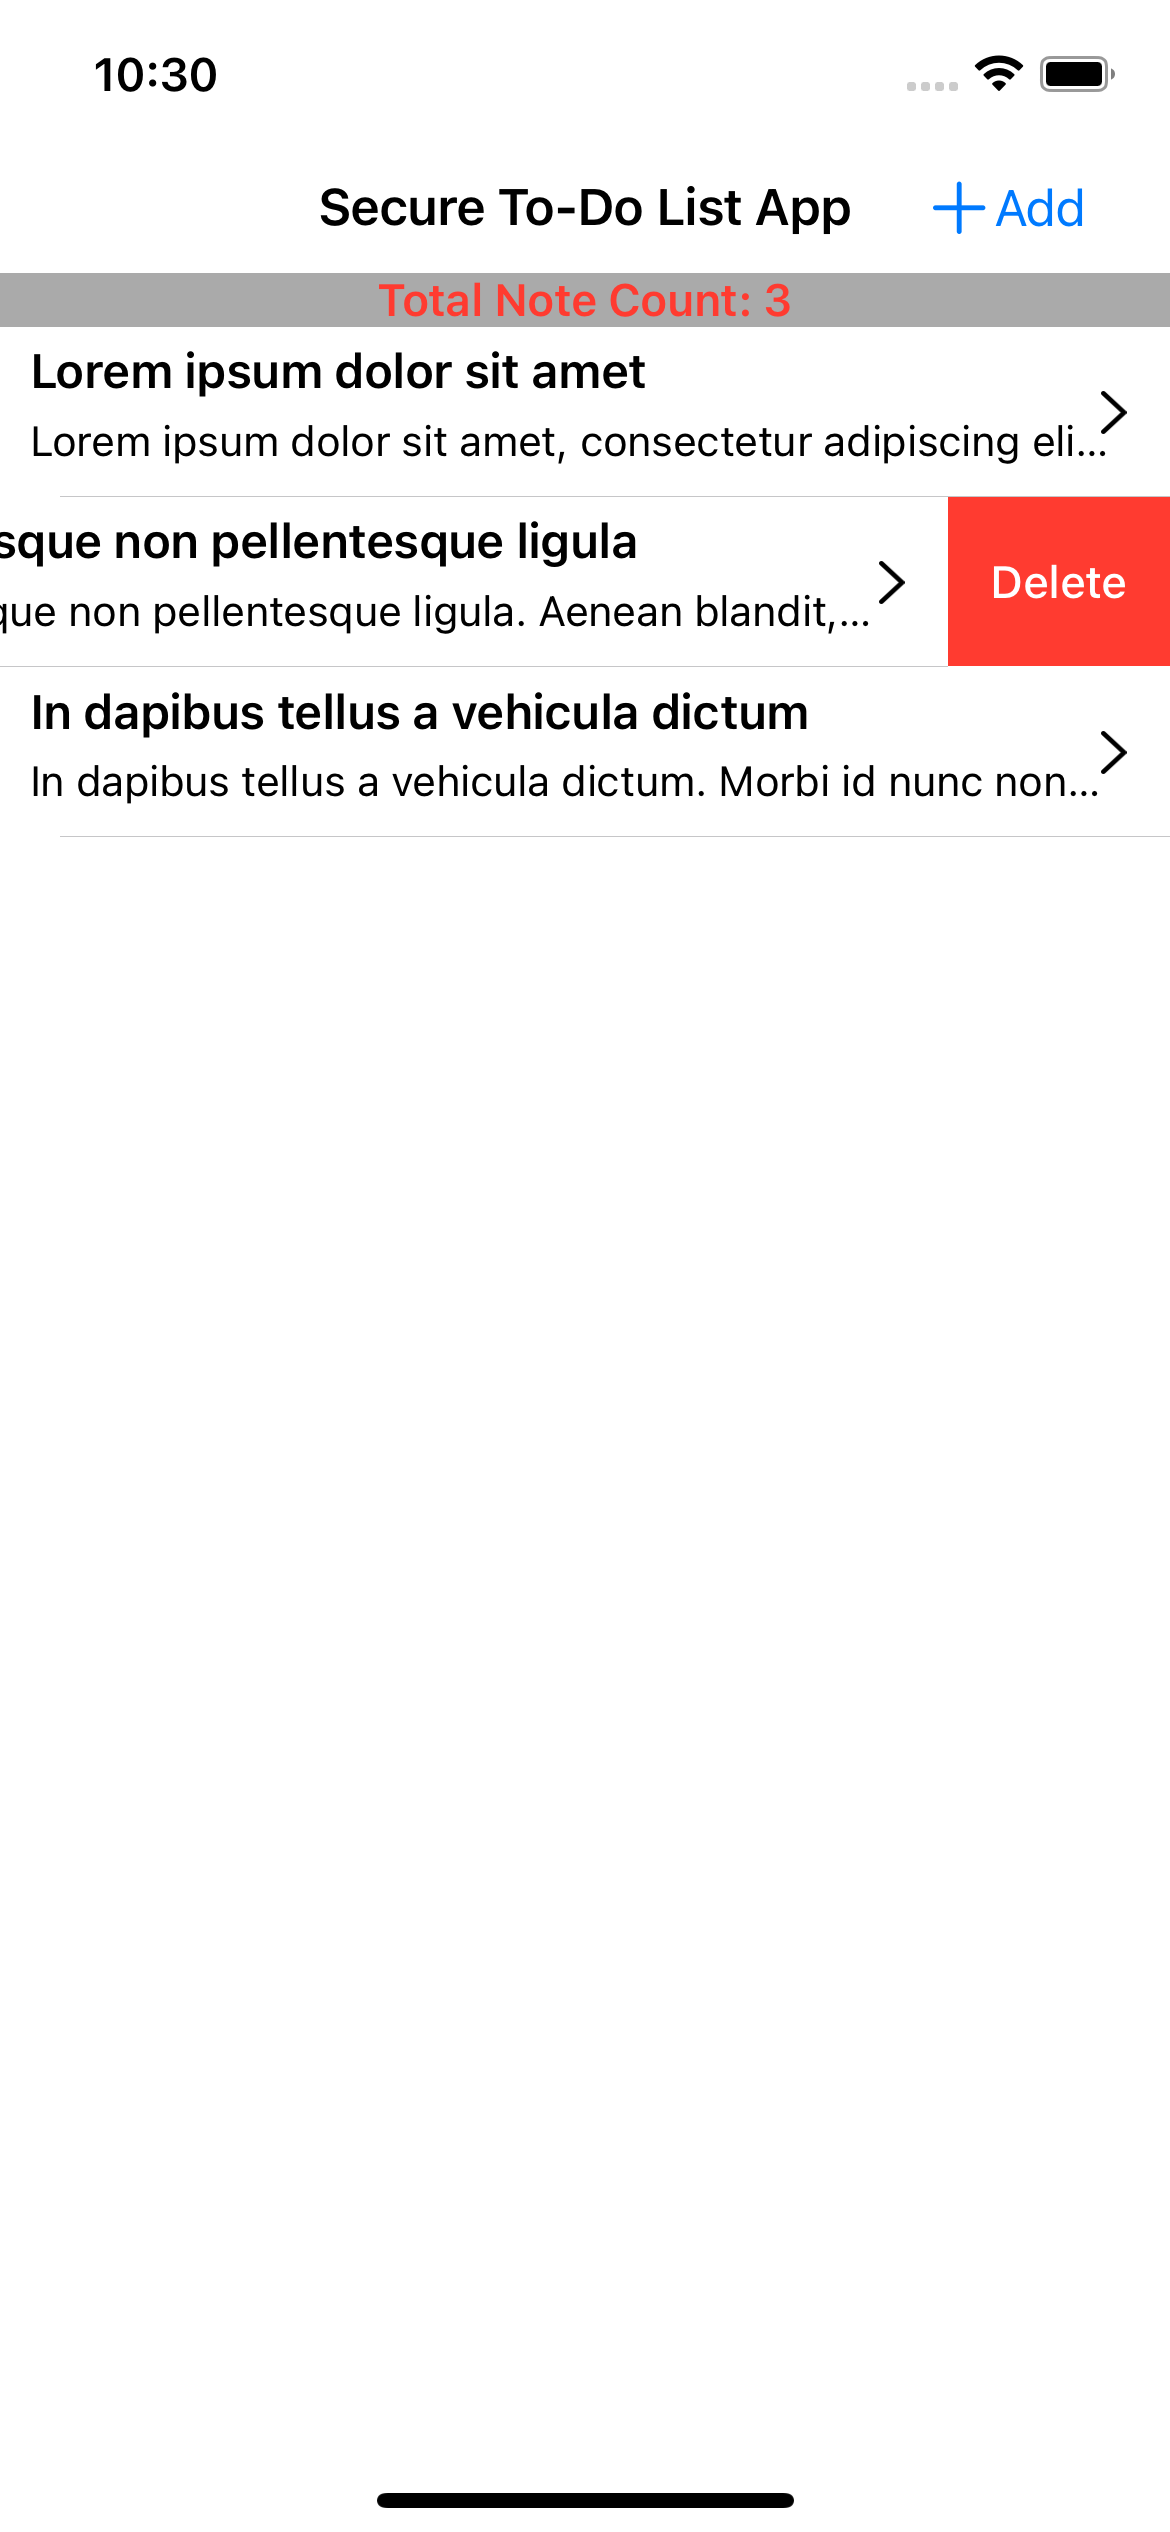 10:30
Secure To-Do List App
Add
Total Note Count: 3
Lorem ipsum dolor sit amet
Lorem ipsum dolor sit amet, consectetur adipiscing eli...
sque non pellentesque ligula
que non pellentesque ligula. Aenean blandit,...
Delete
In dapibus tellus a vehicula dictum
In dapibus tellus a vehicula dictum. Morbi id nunc non...